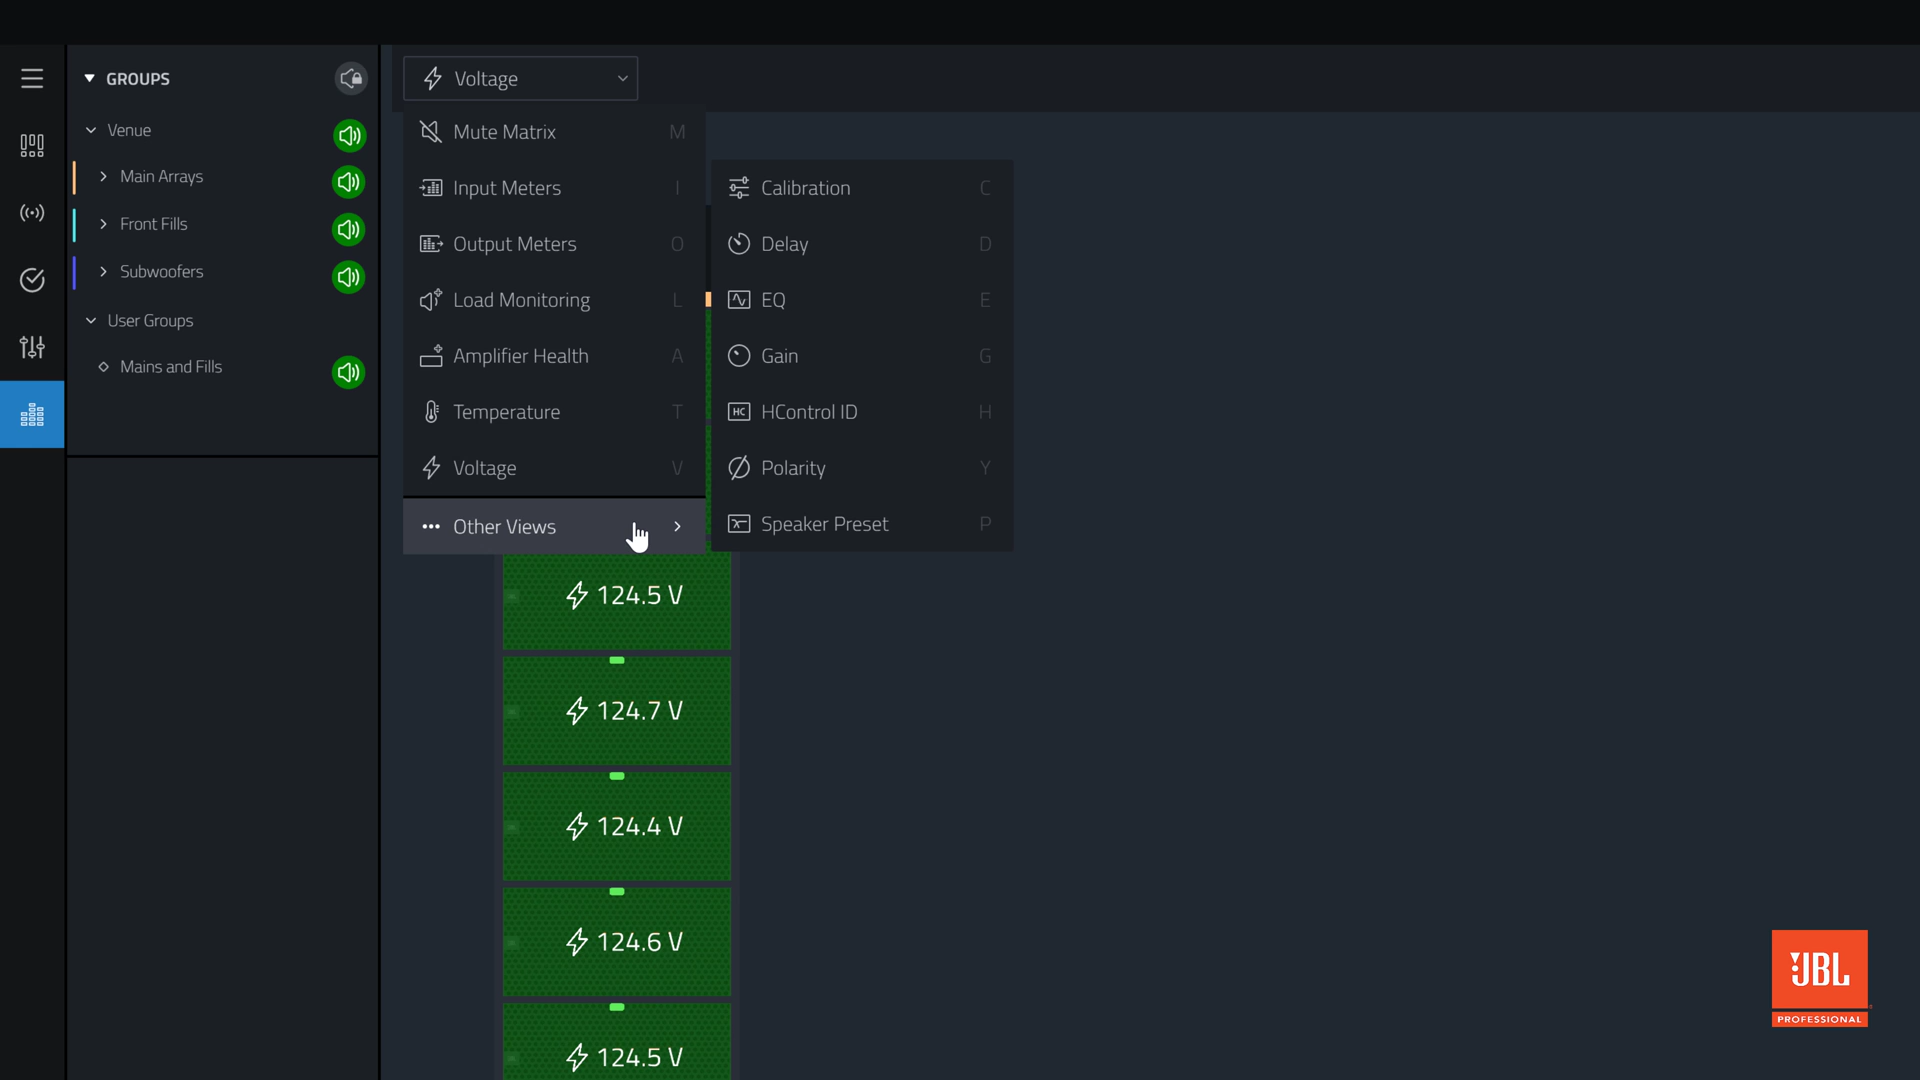 GROUPS
Venue
Main Arrays
Front Fills
Subwoofers
User Groups
Mains and Fills
Voltage
Mute Matrix M
Input Meters I
Output Meters O
Load Monitoring L
Amplifier Health A
Temperature T
Voltage V
Other Views
Calibration C
Delay D
EQ E
Gain G
HC HControl ID H
Polarity Y
Speaker Preset P
124.5 V
124.7 V
124.4 V
124.6 V
124.5 V
JBL
PROFESSIONAL